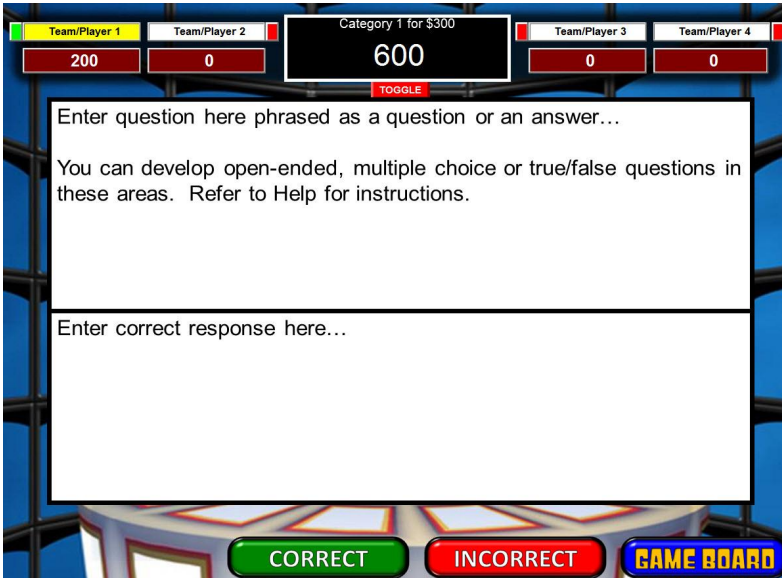 Team/Player 1
Team/Player 2
Category 1 for $300
Team/Player 3
Team/Player 4
200
0
600
0
0
TOGGLE
Enter question here phrased as a question or an answer…
You can develop open-ended, multiple choice or true/false questions in
these areas. Refer to Help for instructions.
Enter correct response here…
CORRECT
INCORRECT
GAME BOARD